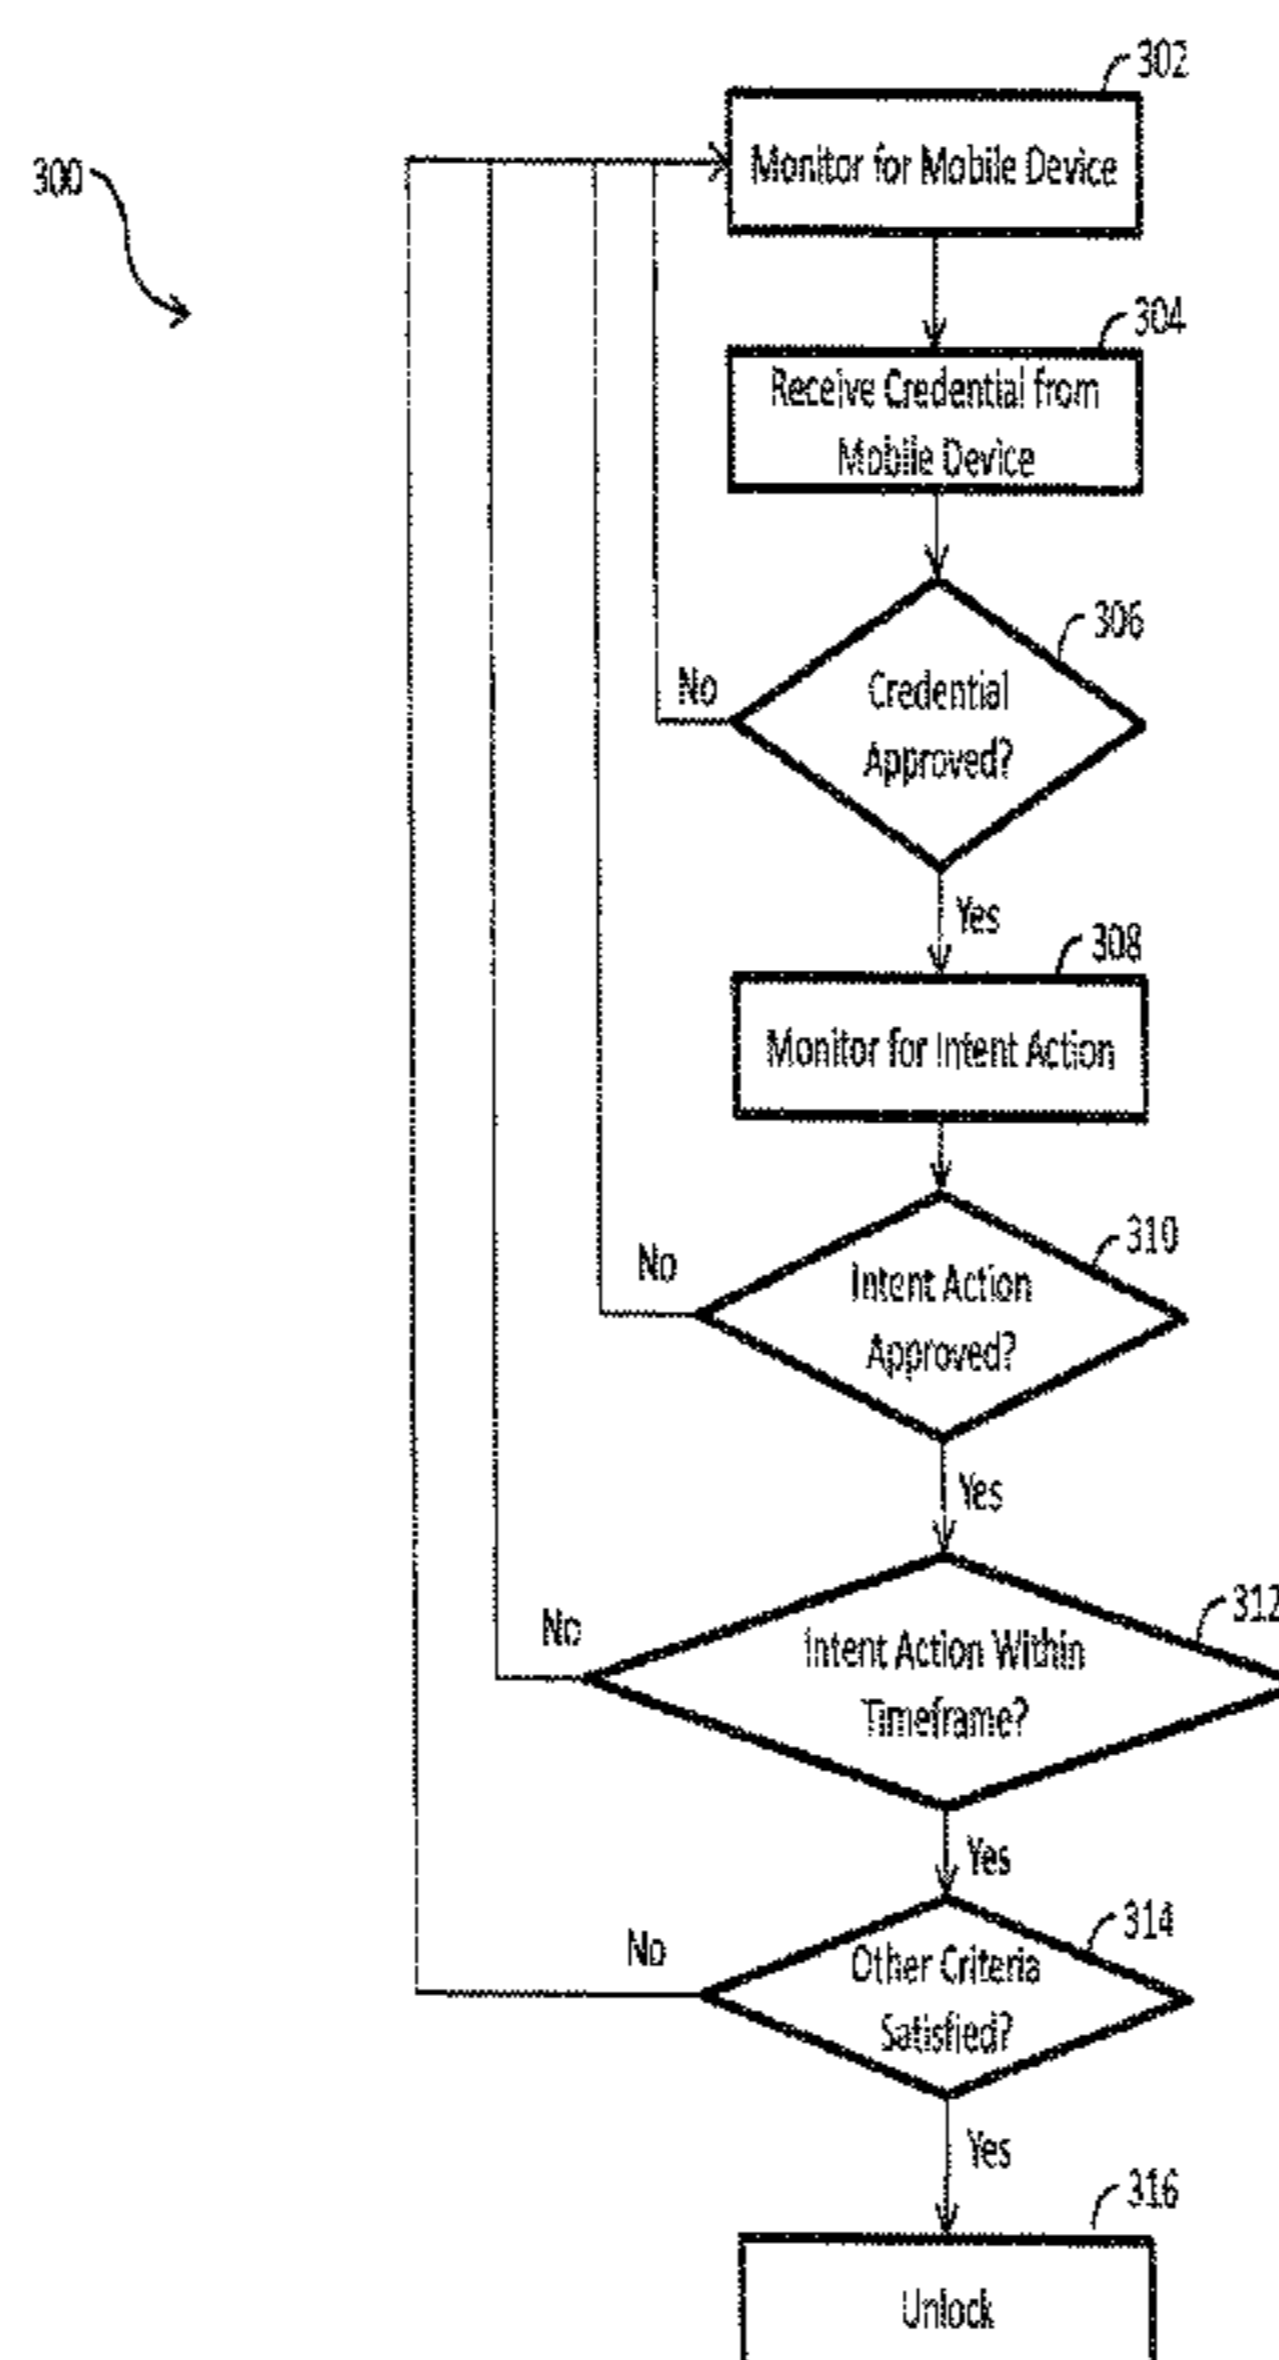 302
300
Monitor for Mobile Device
304
Receive Credential from
Mobile Device
306
No
Credential
Approved?
Yes
308
Monitor for Intent Action
310
No
Intent Action
Approved?
Yes
312
No
Intent Action Within
Timeframe?
Yes
314
No
Other Criteria
Satisfied?
Yes
316
Unlock